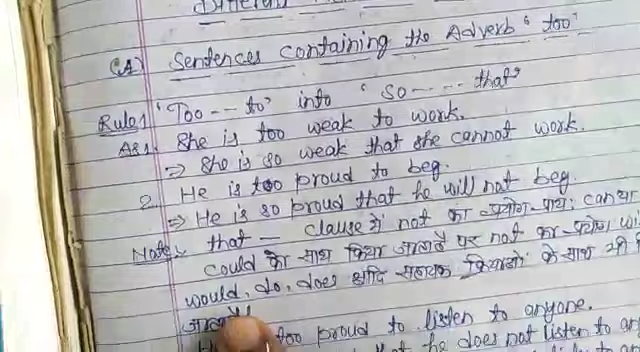 Different
(A) Sentences containing the Adverb "too"
Rule 1 "Too -- to" into "so---- that"
As 1. She is too weak to work.
⇒ She is so weak that she cannot work.
2. He is too proud to beg.
⇒ He is so proud that he will not beg.
Note:- that — clause में not का प्रयोग प्रायः can या
could के साथ किया जाता है पर not का प्रयोग
would, do, does आदि सहायक क्रियाओं के साथ भी
जाता है
too proud to listen to anyone.
that he does not listen to